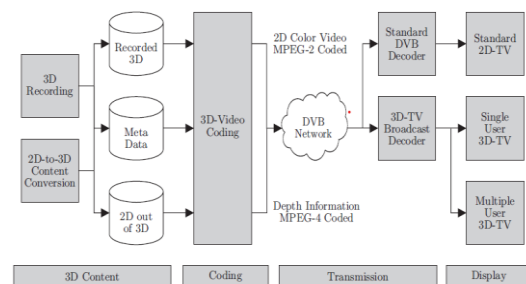 3D
Recording
2D-to-3D
Content
Conversion
Recorded
3D
Meta
Data
2D out
of 3D
3D-Video
Coding
2D Color Video
MPEG-2 Coded
DVB
Network
Depth Information
MPEG-4 Coded
Standard
DVB
Decoder
3D-TV
Broadcast
Decoder
Standard
2D-TV
Single
User
3D-TV
Multiple
User
3D-TV
3D Content
Coding
Transmission
Display